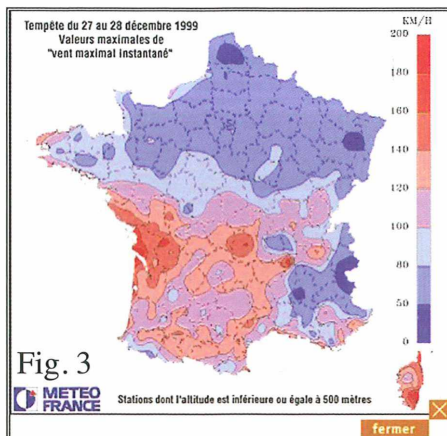 Tempête du 27 au 28 décembre 1999
Valeurs maximales de
"vent maximal instantané"
KM/H
200
180
160
140
120
100
80
50
0
Fig. 3
METEO
FRANCE
Stations dont l'altitude est inférieure ou égale à 500 mètres
fermer